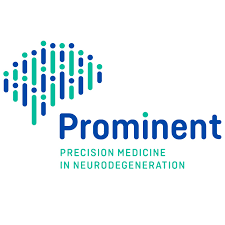 Prominent
PRECISION MEDICINE
IN NEURODEGENERATION